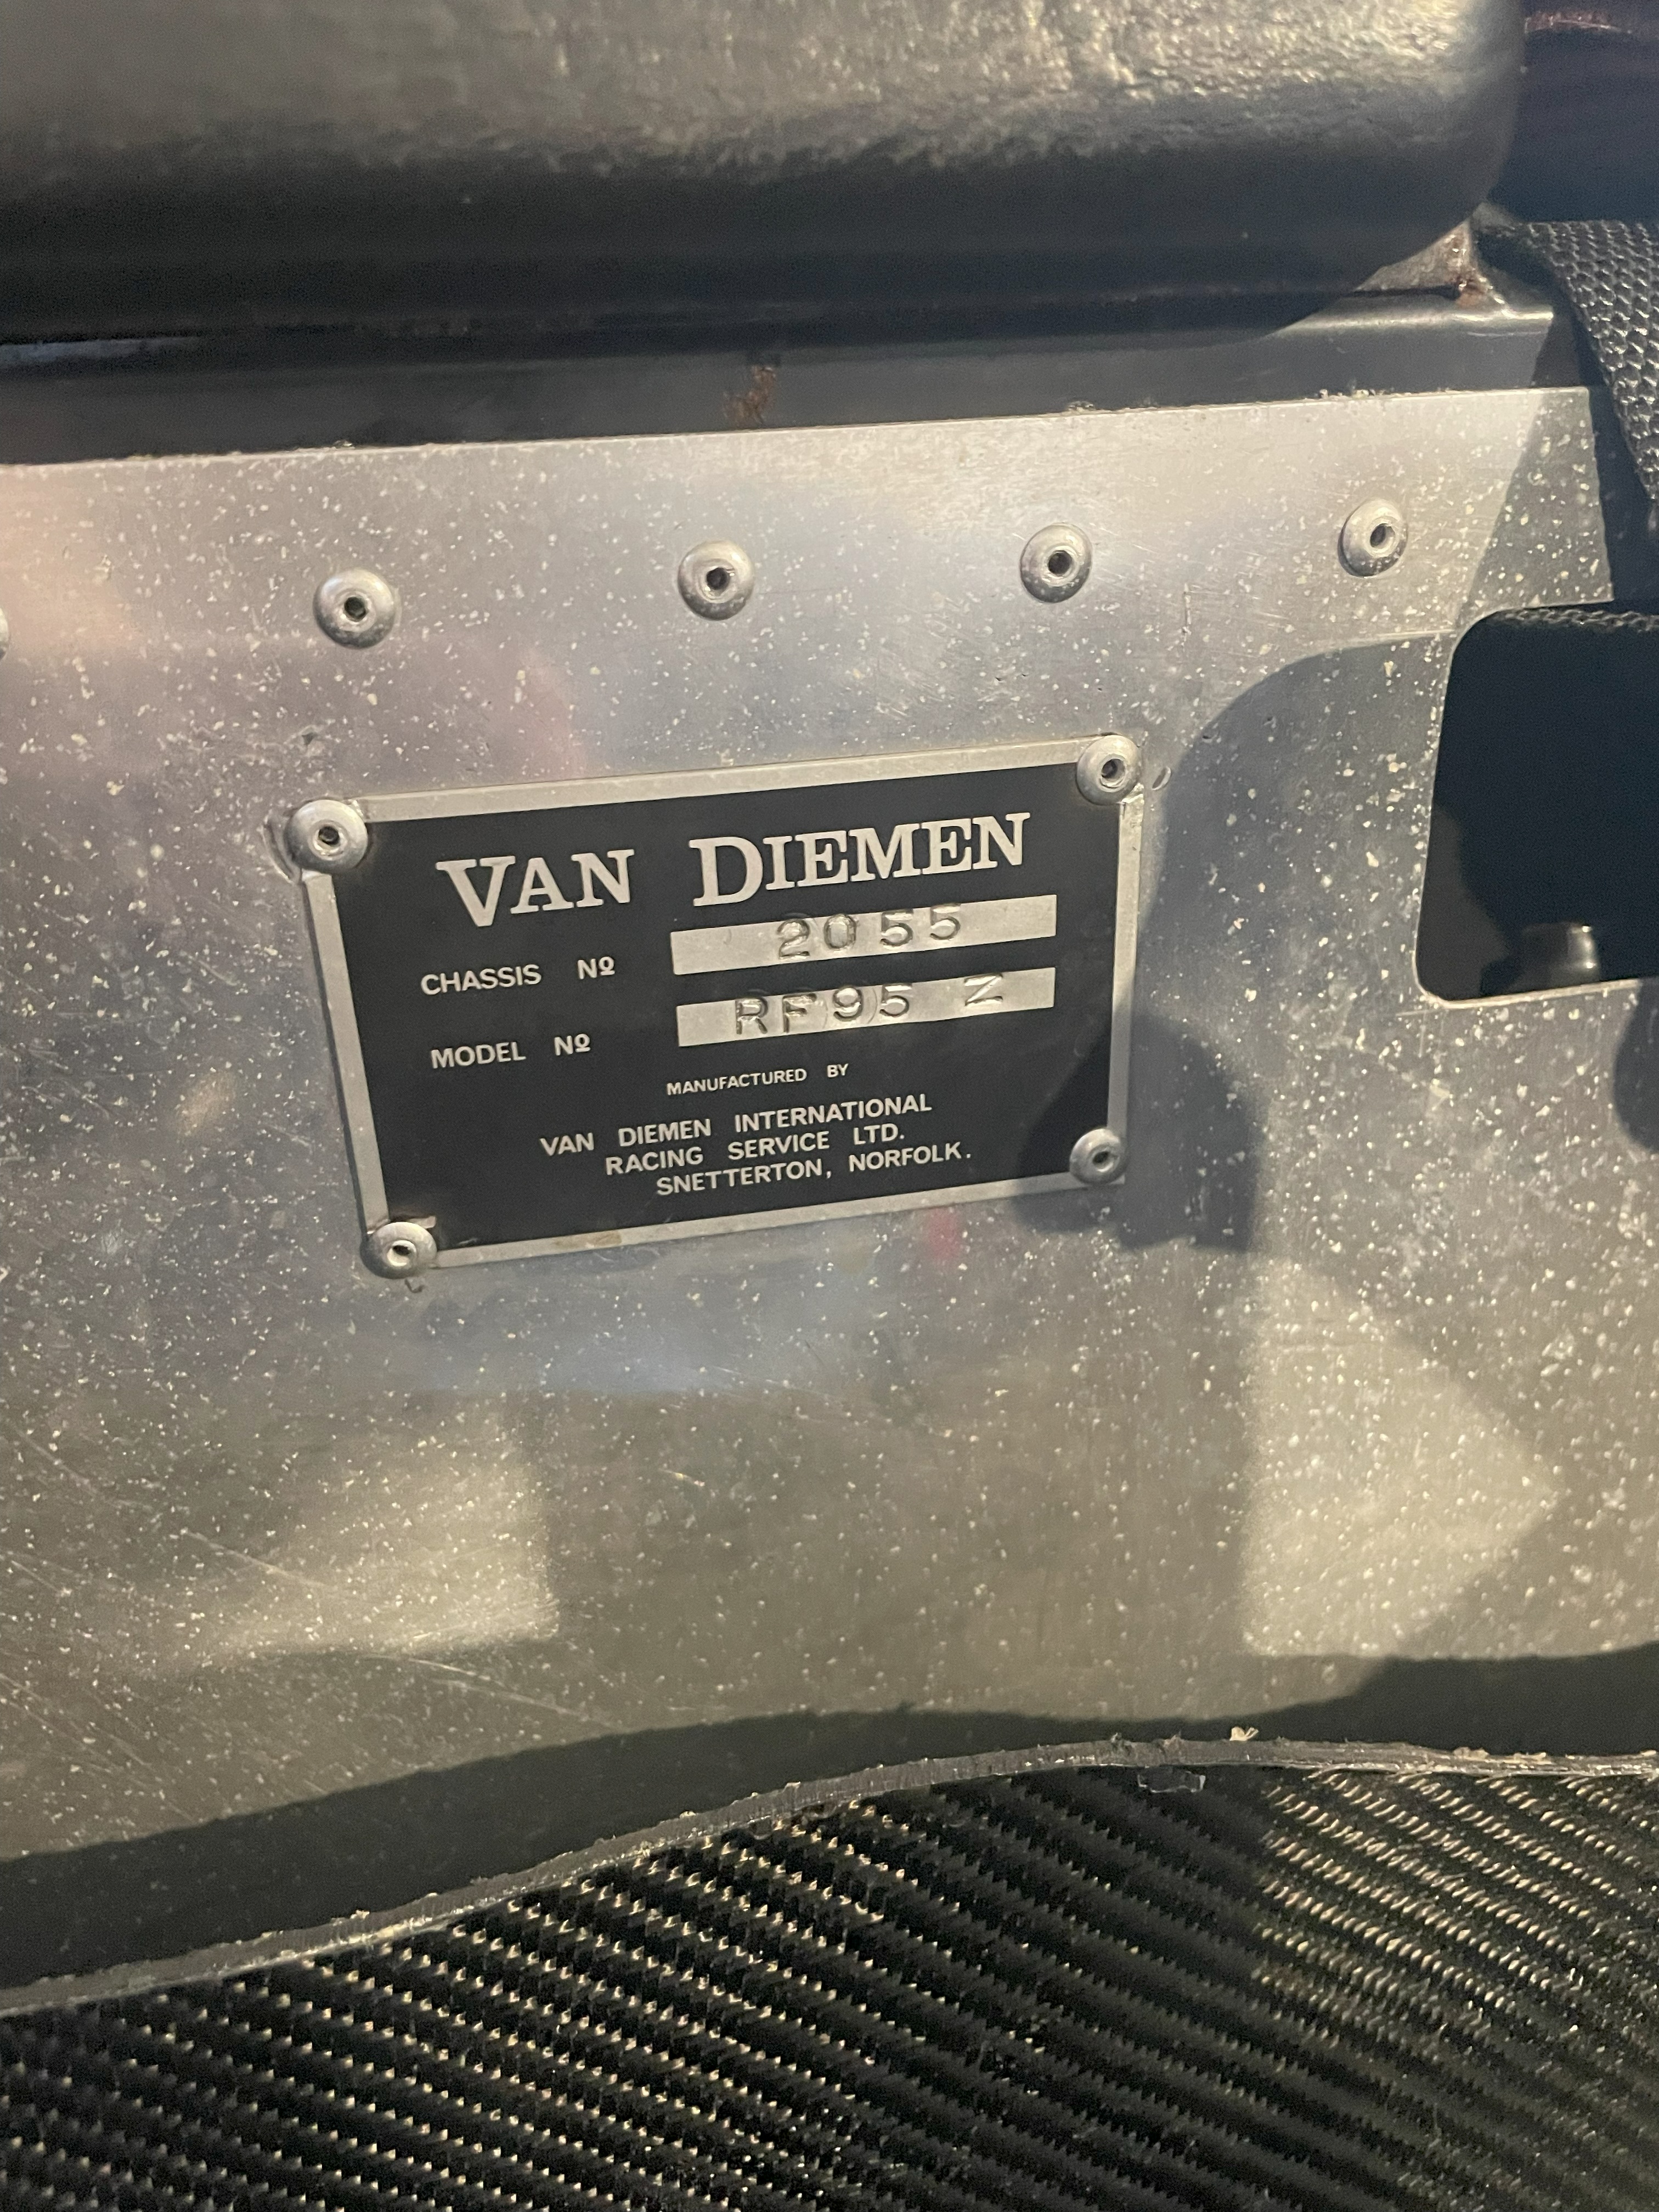 VAN DIEMEN
CHASSIS Nº 2055
MODEL Nº RF95 Z
MANUFACTURED BY
VAN DIEMEN INTERNATIONAL
RACING SERVICE LTD.
SNETTERTON, NORFOLK.